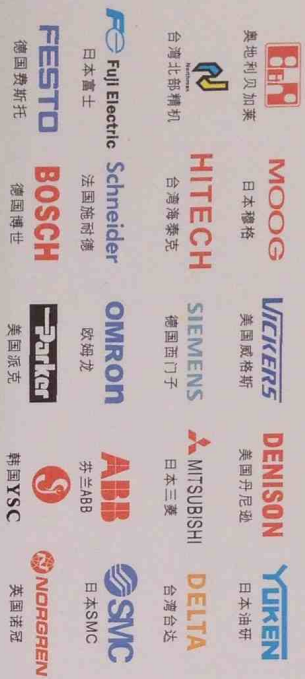 B&R
MOOG
VICKERS
DENISON
YUKEN
奥地利贝加莱
日本穆格
美国威格斯
美国丹尼逊
日本油研
Northman
HITECH
SIEMENS
MITSUBISHI
DELTA
台湾北部精机
台湾海泰克
德国西门子
日本三菱
台湾台达
Fe Fuji Electric
Schneider
OMRON
ABB
SMC
日本富士
法国施耐德
欧姆龙
芬兰ABB
日本SMC
FESTO
BOSCH
Parker
NORGREN
德国费斯托
德国博世
美国派克
韩国YSC
英国诺冠